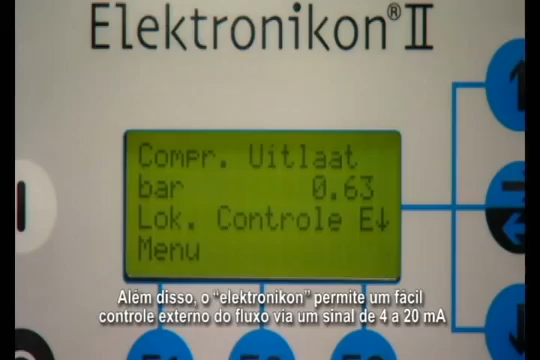 Elektronikon® II
Compr. Uitlaat
bar 0.63
Lok. Controle E↓
Menu
Além disso, o "elektronikon" permite um fácil
controle externo do fluxo via um sinal de 4 a 20 mA